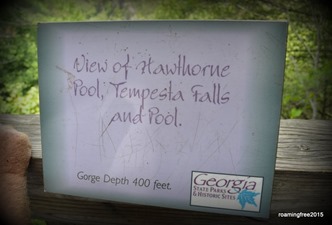 View of Hawthorne
Pool, Tempesta Falls
and Pool.
Gorge Depth 400 feet.
Georgia
STATE PARKS
& HISTORIC SITES
roamingfree2015